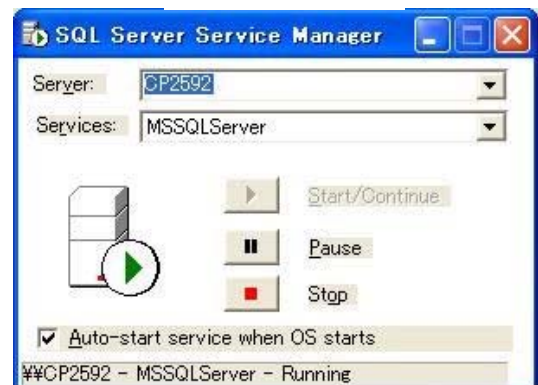 SQL Server Service Manager
Server: CP2592
Services: MSSQLServer
Start/Continue
Pause
Stop
Auto-start service when OS starts
¥¥CP2592 - MSSQLServer - Running